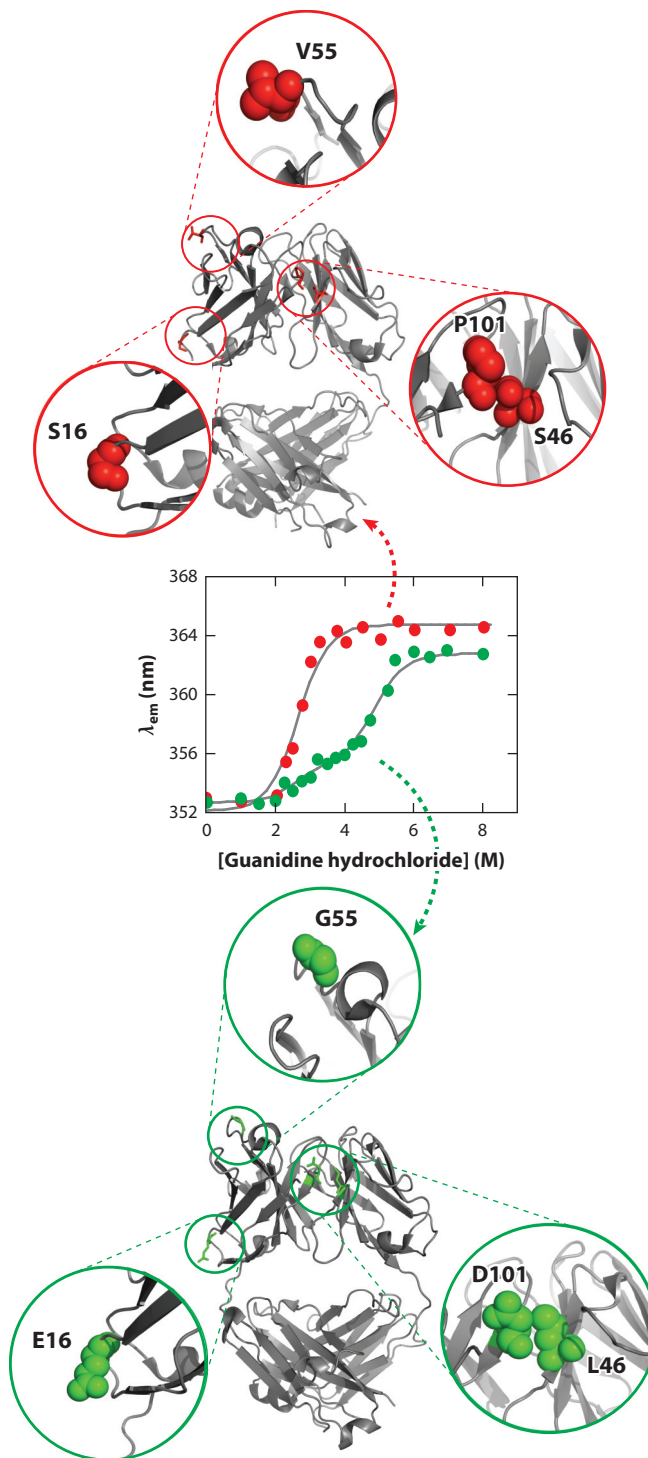 V55
P101
S16
S46
368
364
360
356
352
λem (nm)
0
2
4
6
8
[Guanidine hydrochloride] (M)
G55
D101
E16
L46